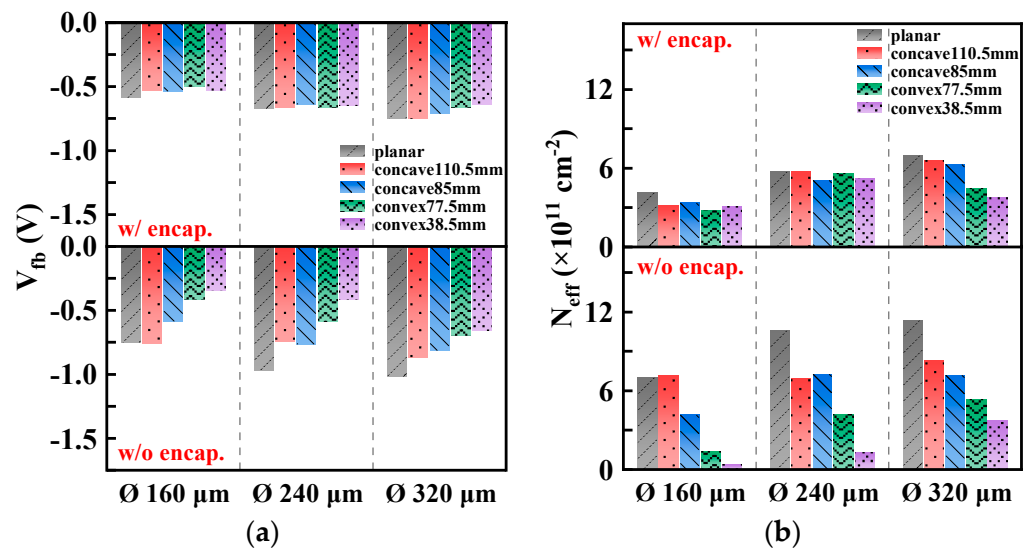 0.0
-0.5
-1.0
-1.5
planar
concave110.5mm
concave85mm
convex77.5mm
convex38.5mm
w/ encap.
0.0
-0.5
-1.0
-1.5
w/o encap.
V_fb (V)
Ø 160 μm Ø 240 μm Ø 320 μm
(a)
w/ encap.
planar
concave110.5mm
concave85mm
convex77.5mm
convex38.5mm
12
6
0
w/o encap.
12
6
0
N_eff (×10^11 cm^-2)
Ø 160 μm Ø 240 μm Ø 320 μm
(b)